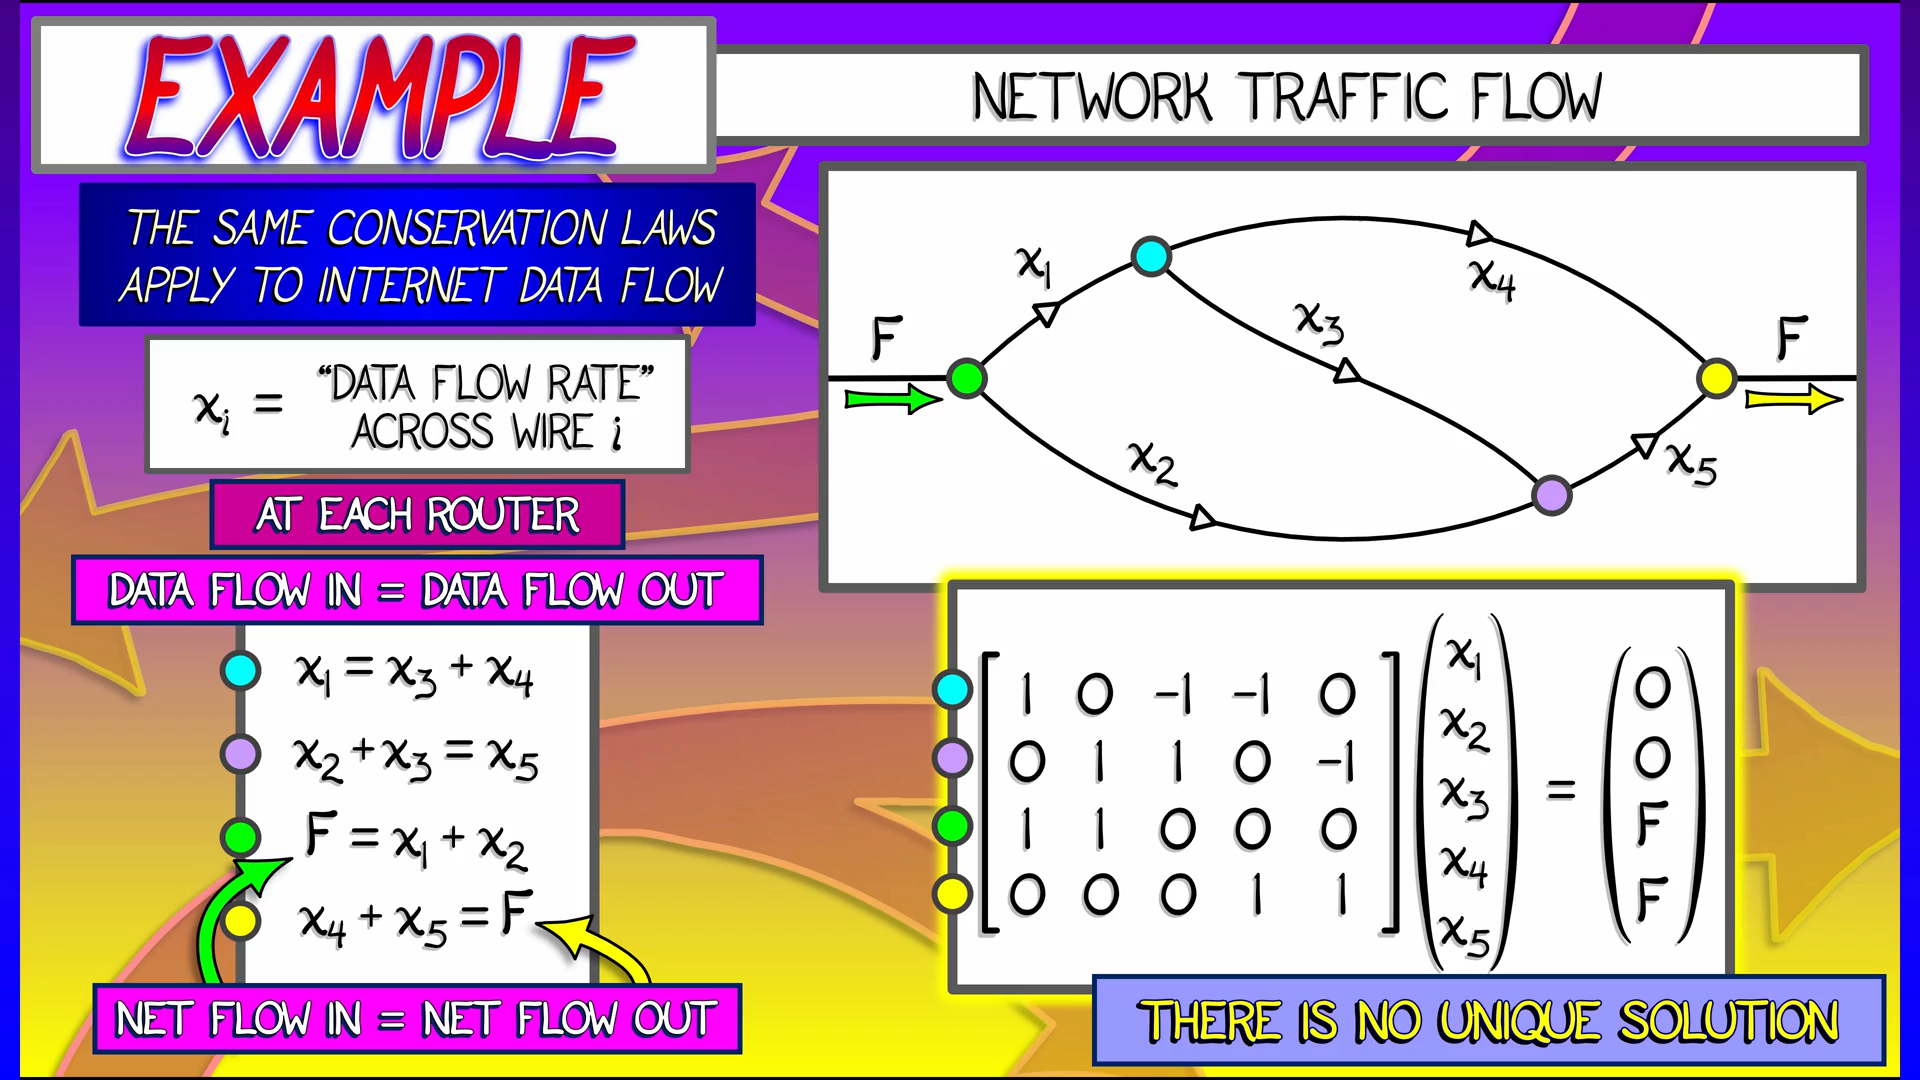 EXAMPLE
NETWORK TRAFFIC FLOW
THE SAME CONSERVATION LAWS
APPLY TO INTERNET DATA FLOW
xᵢ = "DATA FLOW RATE"
ACROSS WIRE i
AT EACH ROUTER
DATA FLOW IN = DATA FLOW OUT
x₁ = x₃ + x₄
x₂ + x₃ = x₅
F = x₁ + x₂
x₄ + x₅ = F
NET FLOW IN = NET FLOW OUT
F
x₁
x₂
x₃
x₄
x₅
F
1 0 -1 -1 0
0 1 1 0 -1
1 1 0 0 0
0 0 0 1 1
x₁
x₂
x₃
x₄
x₅
=
0
0
F
F
THERE IS NO UNIQUE SOLUTION